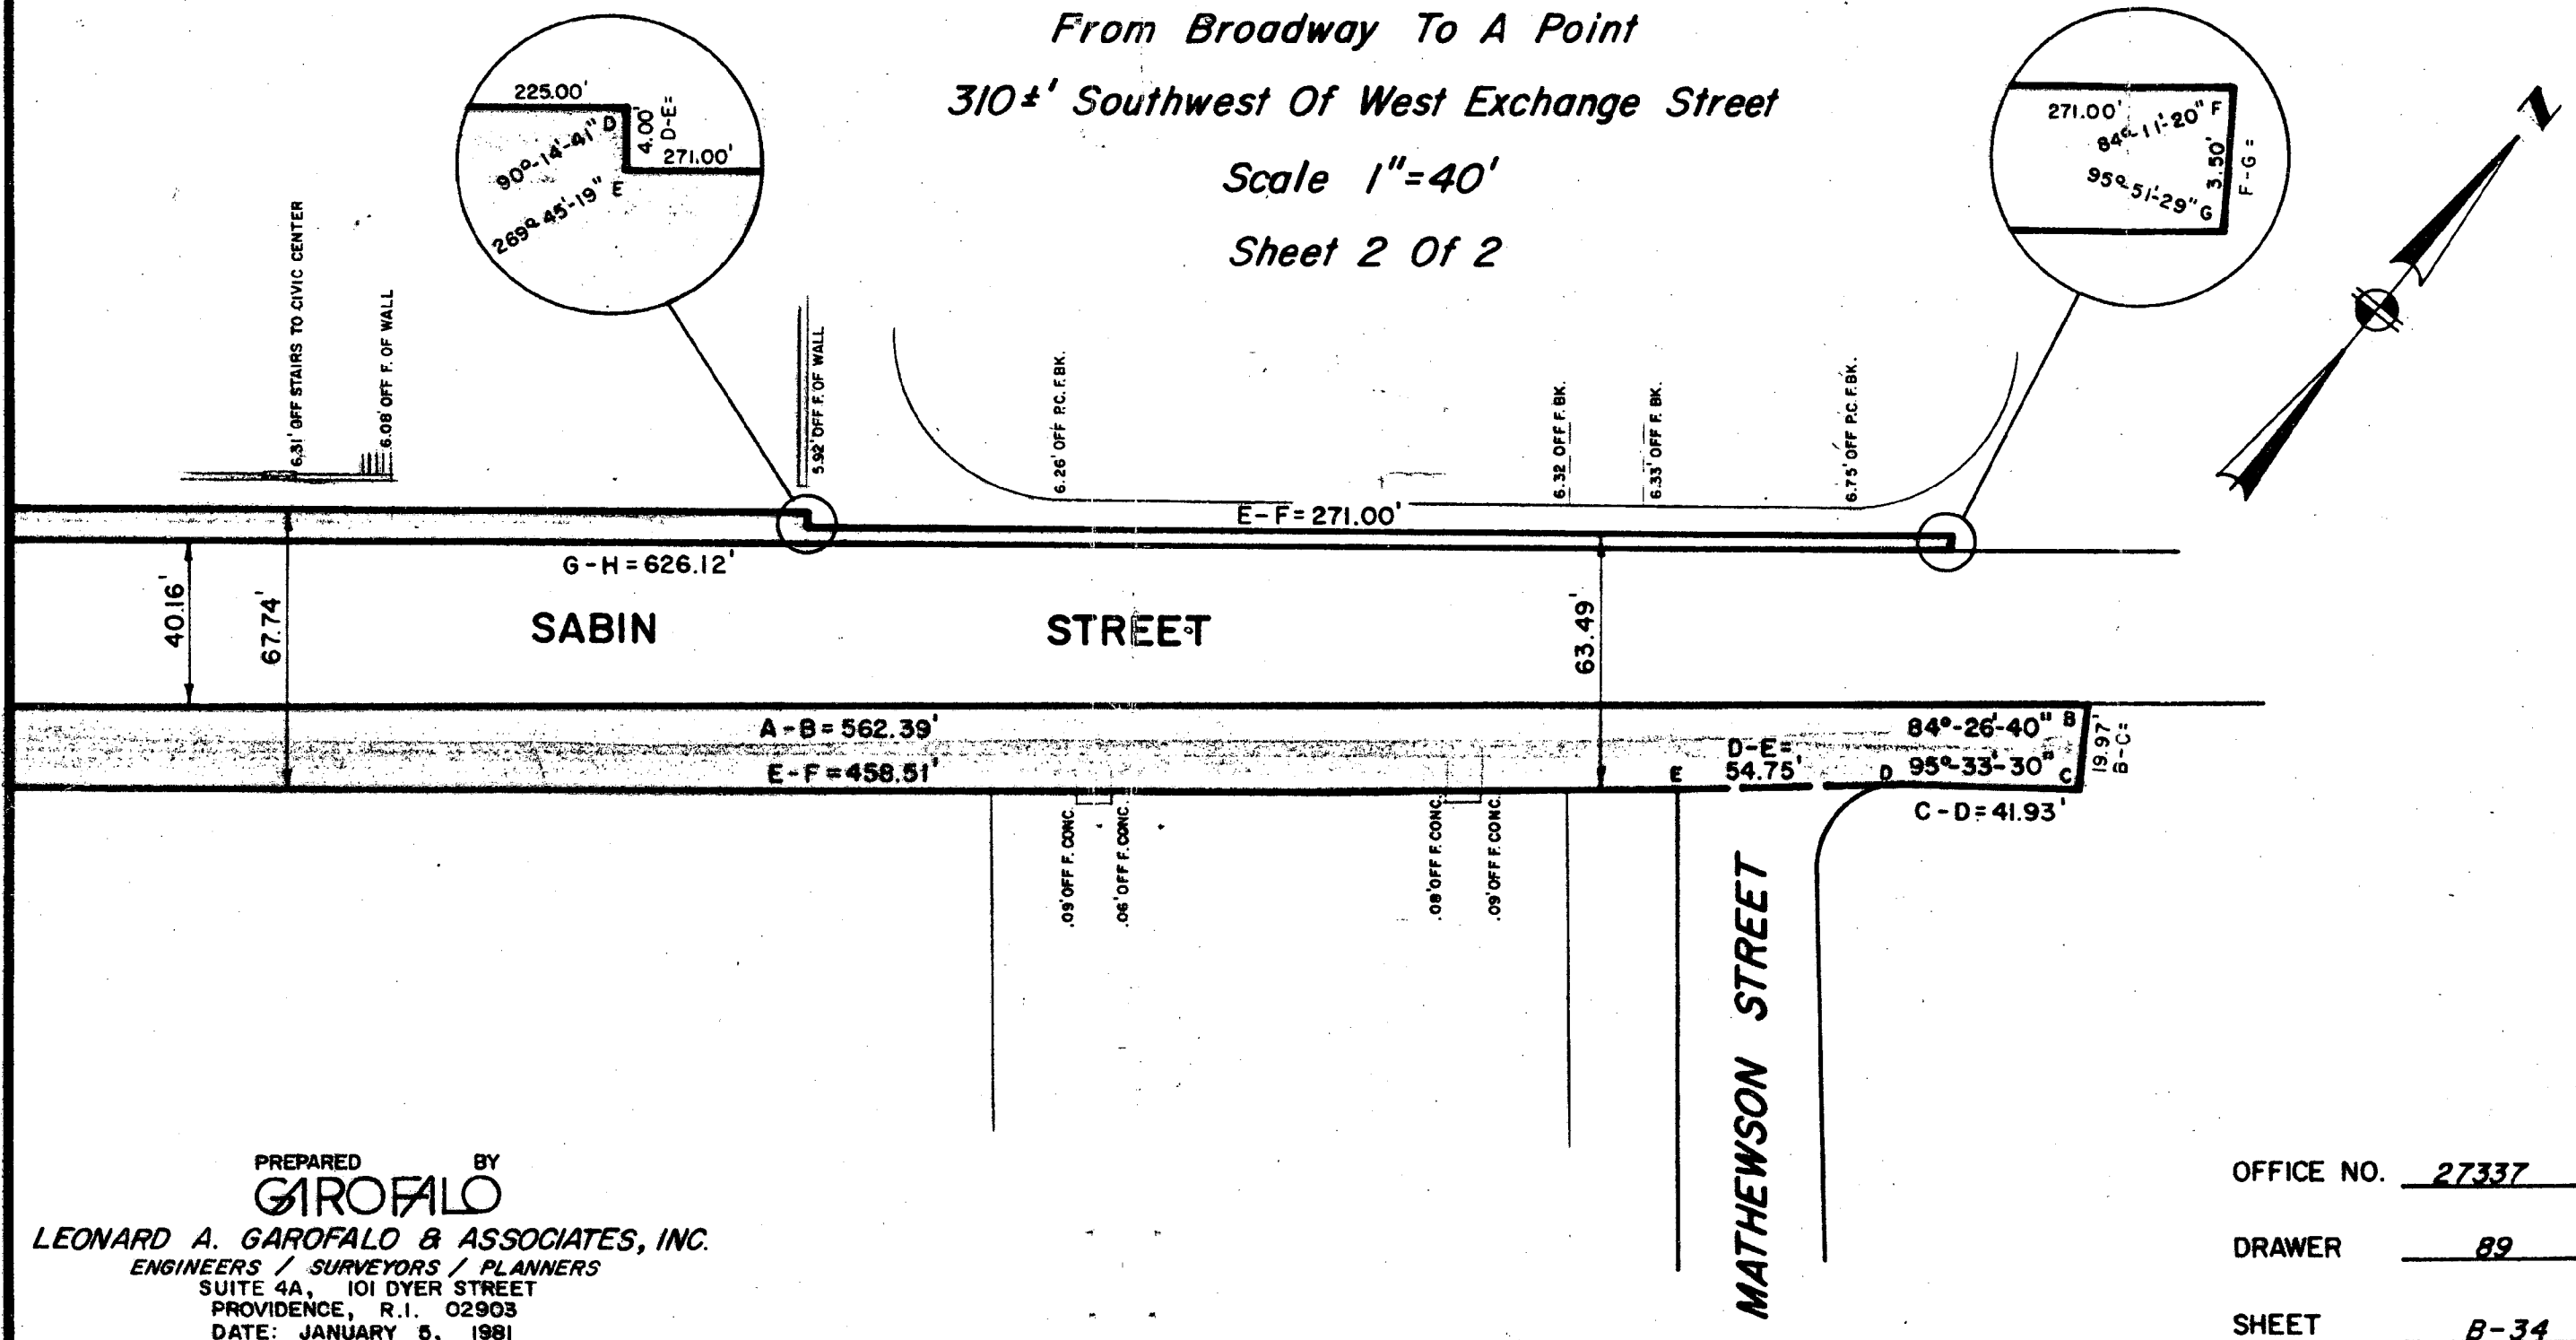 From Broadway To A Point
310±' Southwest Of West Exchange Street
Scale 1"=40'
Sheet 2 Of 2
225.00'
90°-14'-41" D
4.00'
D-E=
271.00'
269°-45'-19" E
271.00'
84°-11'-20" F
3.50'
F-G=
95°-51'-29" G
N
6.31' OFF STAIRS TO CIVIC CENTER
6.08' OFF F. OF WALL
5.92' OFF F. OF WALL
6.26' OFF P.C. F. BK.
6.32 OFF F. BK.
6.33' OFF F. BK.
6.75' OFF P.C. F. BK.
E-F=271.00'
G-H=626.12'
40.16'
67.74'
SABIN STREET
63.49'
A-B=562.39'
84°-26'-40" B
19.97'
B-C=
D-E=
54.75'
E-F=458.51'
E
D
95°-33'-30" C
C-D=41.93'
.09' OFF F. CONC.
.06' OFF F. CONC.
.08' OFF F. CONC.
.09' OFF F. CONC.
MATHEWSON STREET
PREPARED BY
GAROFALO
LEONARD A. GAROFALO & ASSOCIATES, INC.
ENGINEERS / SURVEYORS / PLANNERS
SUITE 4A, 101 DYER STREET
PROVIDENCE, R.I. 02903
DATE: JANUARY 5, 1981
OFFICE NO. 27337
DRAWER 89
SHEET B-34